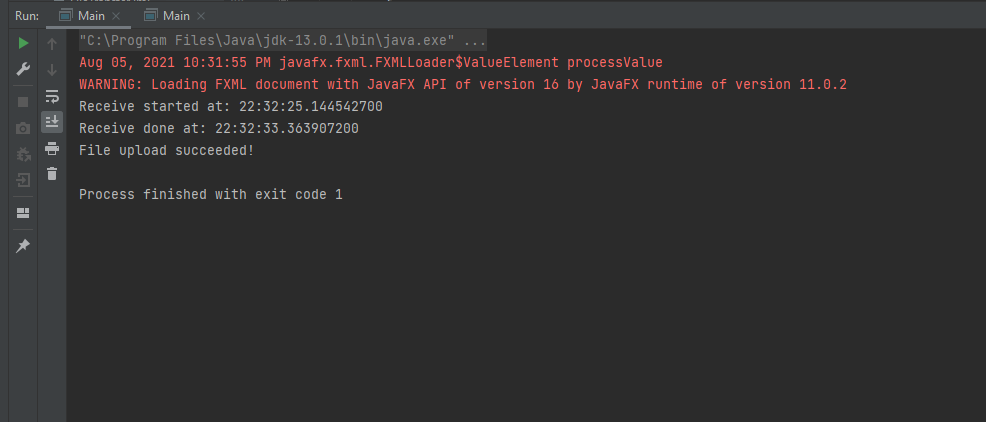 Run: Main Main
"C:\Program Files\Java\jdk-13.0.1\bin\java.exe" ...
Aug 05, 2021 10:31:55 PM javafx.fxml.FXMLLoader$ValueElement processValue
WARNING: Loading FXML document with JavaFX API of version 16 by JavaFX runtime of version 11.0.2
Receive started at: 22:32:25.144542700
Receive done at: 22:32:33.363907200
File upload succeeded!
Process finished with exit code 1